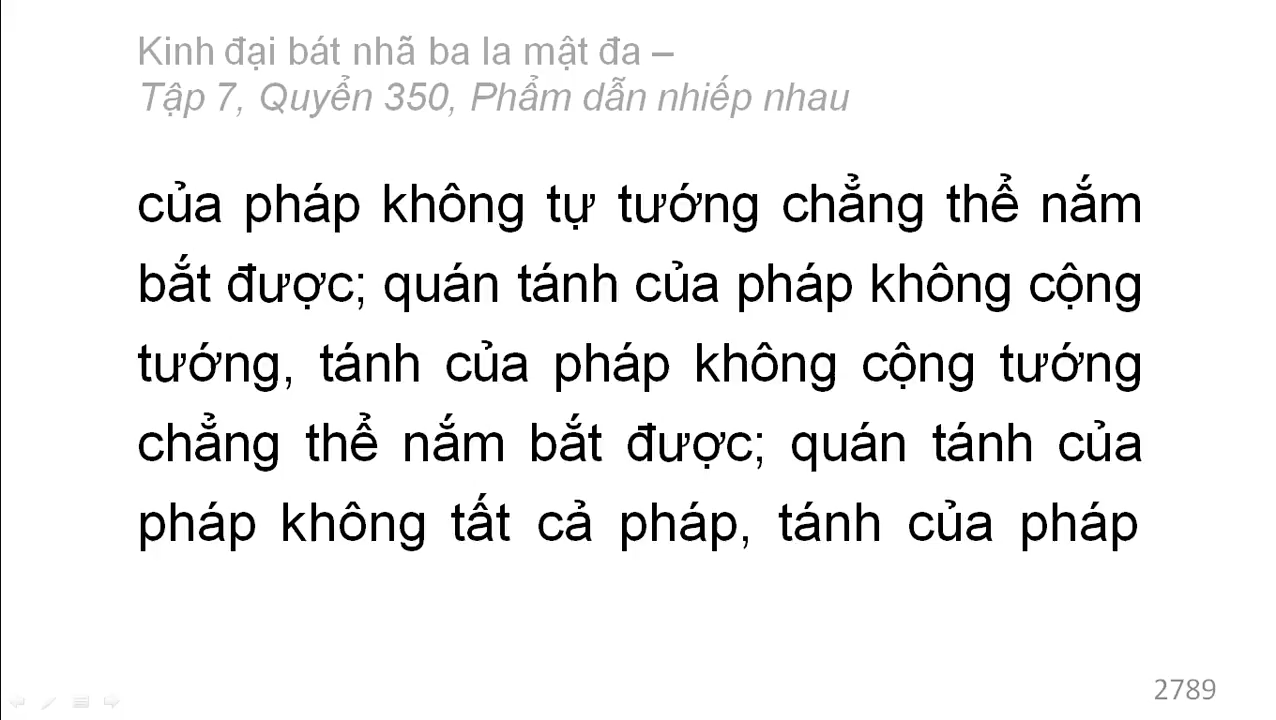 Kinh đại bát nhã ba la mật đa –
Tập 7, Quyển 350, Phẩm dẫn nhiếp nhau
của pháp không tự tướng chẳng thể nắm
bắt được; quán tánh của pháp không cộng
tướng, tánh của pháp không cộng tướng
chẳng thể nắm bắt được; quán tánh của
pháp không tất cả pháp, tánh của pháp
2789